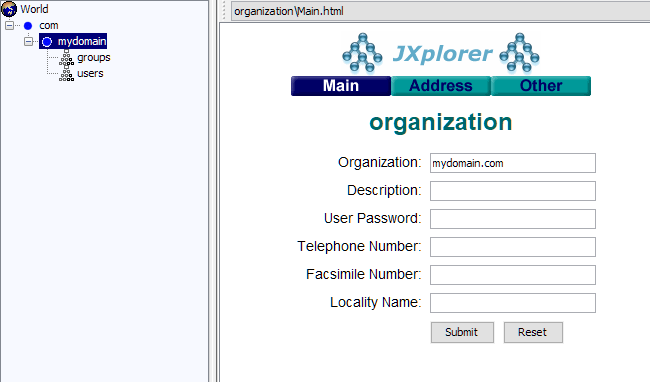 World
com
mydomain
groups
users
organization\Main.html
JXplorer
Main Address Other
organization
Organization: mydomain.com
Description:
User Password:
Telephone Number:
Facsimile Number:
Locality Name:
Submit Reset